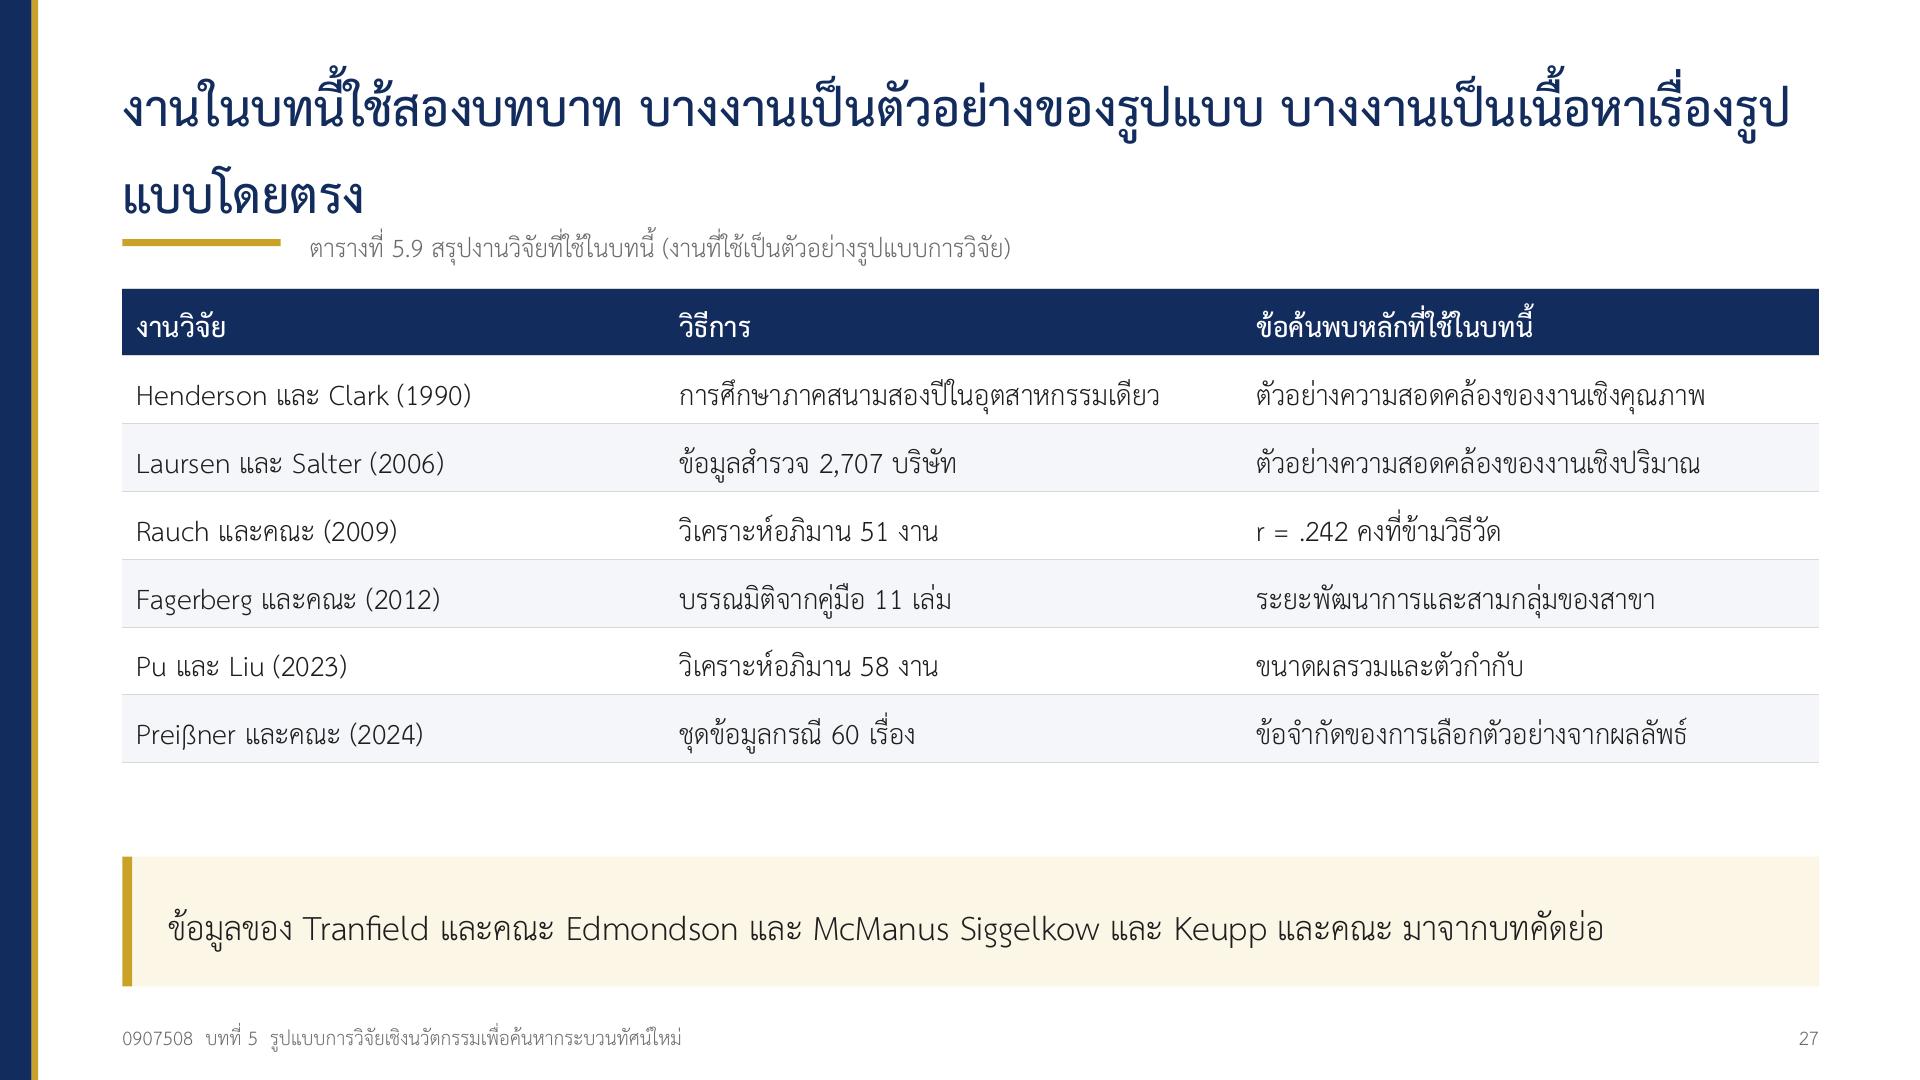 งานในบทนี้ใช้สองบทบาท บางงานเป็นตัวอย่างของรูปแบบ บางงานเป็นเนื้อหาเรื่องรูป
แบบโดยตรง
ตารางที่ 5.9 สรุปงานวิจัยที่ใช้ในบทนี้ (งานที่ใช้เป็นตัวอย่างรูปแบบการวิจัย)
งานวิจัย วิธีการ ข้อค้นพบหลักที่ใช้ในบทนี้
Henderson และ Clark (1990) การศึกษาภาคสนามสองปีในอุตสาหกรรมเดียว ตัวอย่างความสอดคล้องของงานเชิงคุณภาพ
Laursen และ Salter (2006) ข้อมูลสำรวจ 2,707 บริษัท ตัวอย่างความสอดคล้องของงานเชิงปริมาณ
Rauch และคณะ (2009) วิเคราะห์อภิมาน 51 งาน r = .242 คงที่ข้ามวิธีวัด
Fagerberg และคณะ (2012) บรรณมิติจากคู่มือ 11 เล่ม ระยะพัฒนาการและสามกลุ่มของสาขา
Pu และ Liu (2023) วิเคราะห์อภิมาน 58 งาน ขนาดผลรวมและตัวกำกับ
Preißner และคณะ (2024) ชุดข้อมูลกรณี 60 เรื่อง ข้อจำกัดของการเลือกตัวอย่างจากผลลัพธ์
ข้อมูลของ Tranfield และคณะ Edmondson และ McManus Siggelkow และ Keupp และคณะ มาจากบทคัดย่อ
0907508 บทที่ 5 รูปแบบการวิจัยเชิงนวัตกรรมเพื่อค้นหากระบวนทัศน์ใหม่ 27